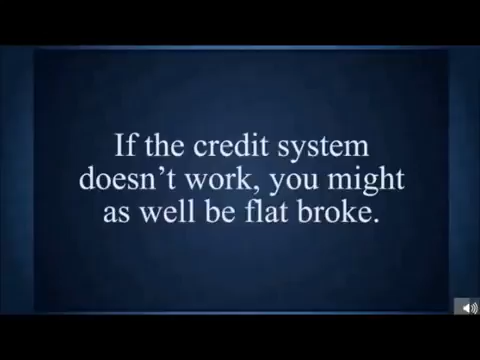 If the credit system
doesn’t work, you might
as well be flat broke.